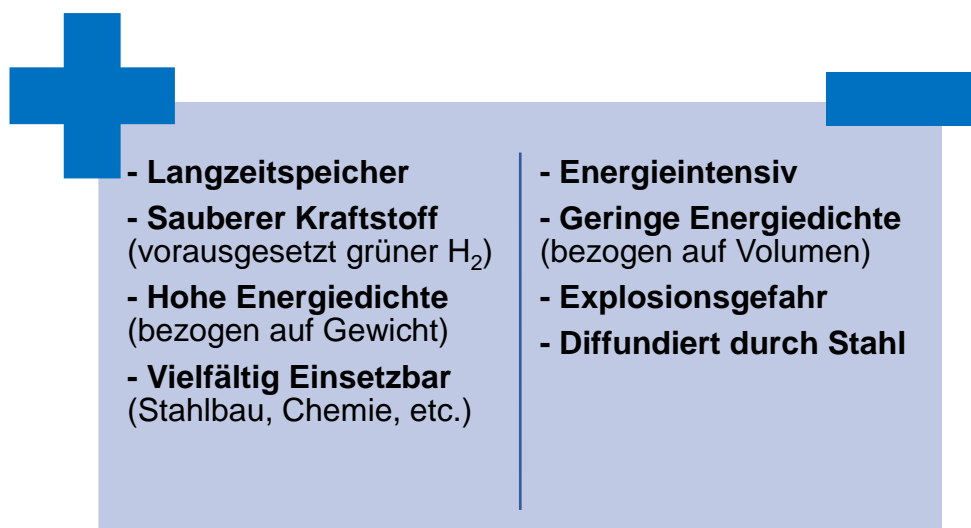 - Langzeitspeicher
- Sauberer Kraftstoff
(vorausgesetzt grüner H₂)
- Hohe Energiedichte
(bezogen auf Gewicht)
- Vielfältig Einsetzbar
(Stahlbau, Chemie, etc.)
- Energieintensiv
- Geringe Energiedichte
(bezogen auf Volumen)
- Explosionsgefahr
- Diffundiert durch Stahl